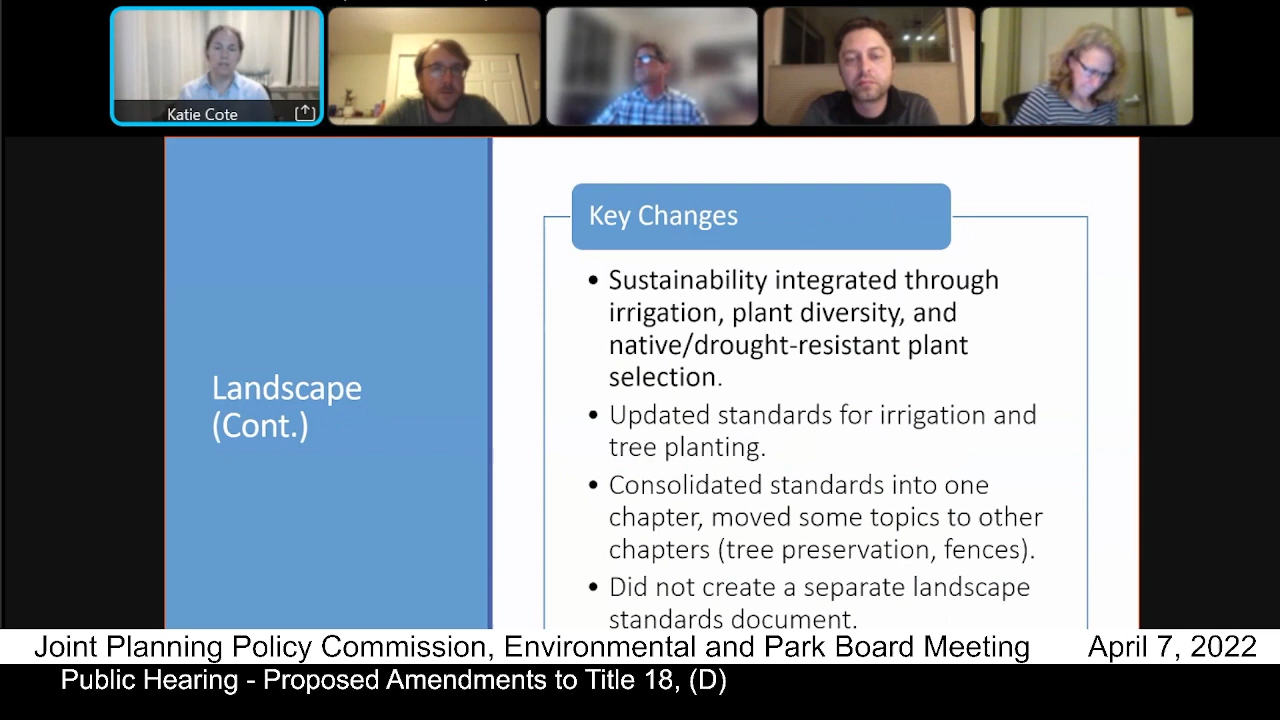 Katie Cote
Key Changes
• Sustainability integrated through
irrigation, plant diversity, and
native/drought-resistant plant
selection.
• Updated standards for irrigation and
tree planting.
• Consolidated standards into one
chapter, moved some topics to other
chapters (tree preservation, fences).
• Did not create a separate landscape
standards document.
Landscape
(Cont.)
Joint Planning Policy Commission, Environmental and Park Board Meeting April 7, 2022
Public Hearing - Proposed Amendments to Title 18, (D)